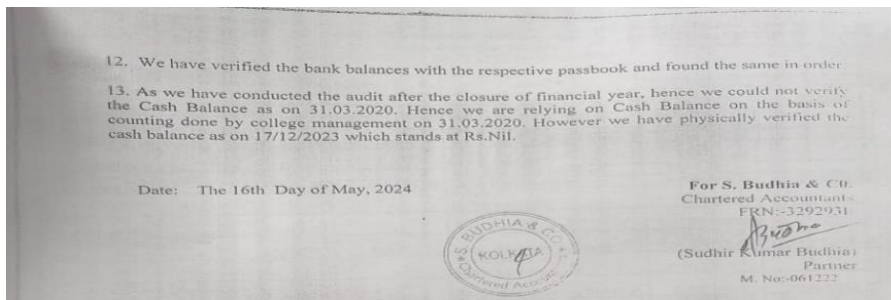 12. We have verified the bank balances with the respective passbook and found the same in order
13. As we have conducted the audit after the closure of financial year, hence we could not verify
the Cash Balance as on 31.03.2020. Hence we are relying on Cash Balance on the basis of
counting done by college management on 31.03.2020. However we have physically verified the
cash balance as on 17/12/2023 which stands at Rs.Nil.
Date: The 16th Day of May, 2024
For S. Budhia & CO.
Chartered Accountants
FRN:-3292931
(Sudhir Kumar Budhia)
Partner
M. No:-061222
S. BUDHIA & CO
KOLKATA
Chartered